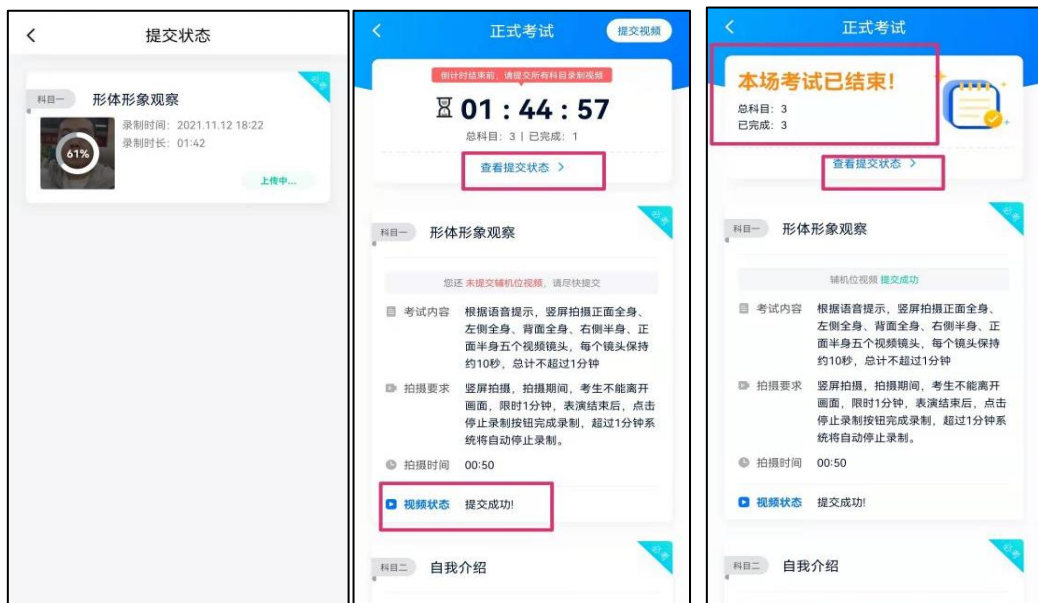 提交状态
必考
科目一
形体形象观察
录制时间: 2021.11.12 18:22
录制时长: 01:42
61%
上传中...
正式考试
提交视频
倒计时结束前，请提交所有科目录制视频
01 : 44 : 57
总科目: 3 | 已完成: 1
查看提交状态 >
必考
科目一
形体形象观察
您还 未提交辅机位视频，请尽快提交
考试内容
根据语音提示，竖屏拍摄正面全身、
左侧全身、背面全身、右侧半身、正
面半身五个视频镜头，每个镜头保持
约10秒，总计不超过1分钟
拍摄要求
竖屏拍摄，拍摄期间，考生不能离开
画面，限时1分钟，表演结束后，点击
停止录制按钮完成录制，超过1分钟系
统将自动停止录制。
拍摄时间
00:50
视频状态
提交成功!
必考
科目二
自我介绍
正式考试
本场考试已结束!
总科目: 3
已完成: 3
查看提交状态 >
必考
科目一
形体形象观察
辅机位视频 提交成功
考试内容
根据语音提示，竖屏拍摄正面全身、
左侧全身、背面全身、右侧半身、正
面半身五个视频镜头，每个镜头保持
约10秒，总计不超过1分钟
拍摄要求
竖屏拍摄，拍摄期间，考生不能离开
画面，限时1分钟，表演结束后，点击
停止录制按钮完成录制，超过1分钟系
统将自动停止录制。
拍摄时间
00:50
视频状态
提交成功!
必考
科目二
自我介绍